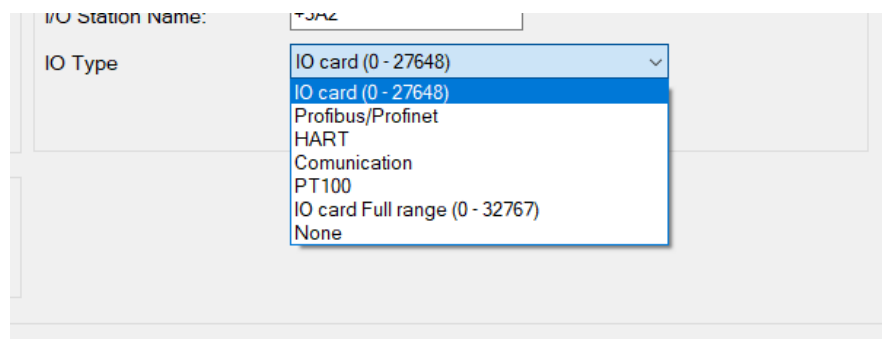 I/O Station Name:
IO Type
IO card (0 - 27648)
IO card (0 - 27648)
Profibus/Profinet
HART
Comunication
PT100
IO card Full range (0 - 32767)
None